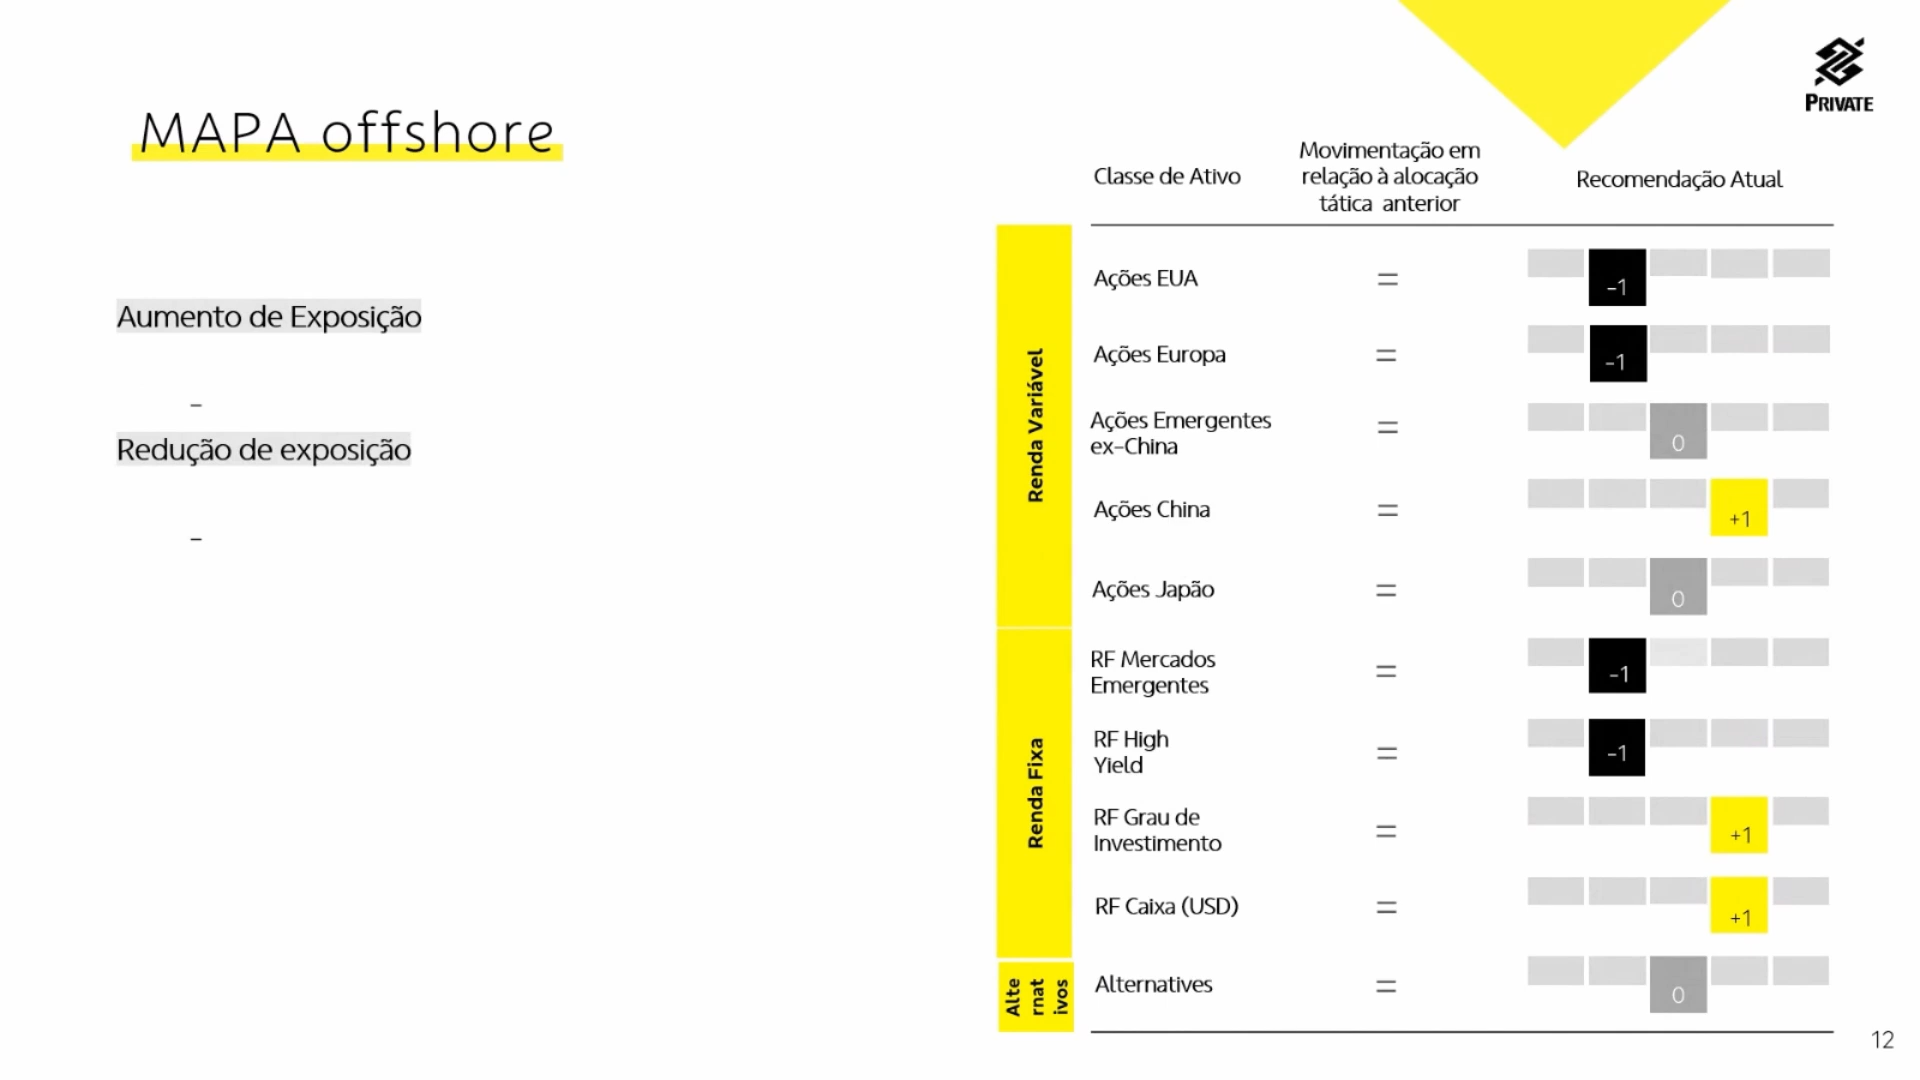 PRIVATE
MAPA offshore
Aumento de Exposição
–
Redução de exposição
–
Classe de Ativo
Movimentação em
relação à alocação
tática anterior
Recomendação Atual
Renda Variável
Ações EUA
=
-1
Ações Europa
=
-1
Ações Emergentes
ex-China
=
0
Ações China
=
+1
Ações Japão
=
0
Renda Fixa
RF Mercados
Emergentes
=
-1
RF High
Yield
=
-1
RF Grau de
Investimento
=
+1
RF Caixa (USD)
=
+1
Alte
rnat
ivos
Alternatives
=
0
12